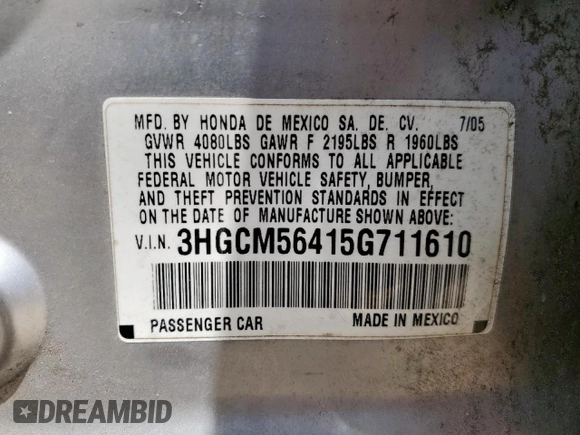 MFD. BY HONDA DE MEXICO SA. DE. CV. 7/05
GVWR 4080LBS GAWR F 2195LBS R 1960LBS
THIS VEHICLE CONFORMS TO ALL APPLICABLE
FEDERAL MOTOR VEHICLE SAFETY, BUMPER,
AND THEFT PREVENTION STANDARDS IN EFFECT
ON THE DATE OF MANUFACTURE SHOWN ABOVE:
V.I.N. 3HGCM56415G711610
PASSENGER CAR MADE IN MEXICO
DREAMBID